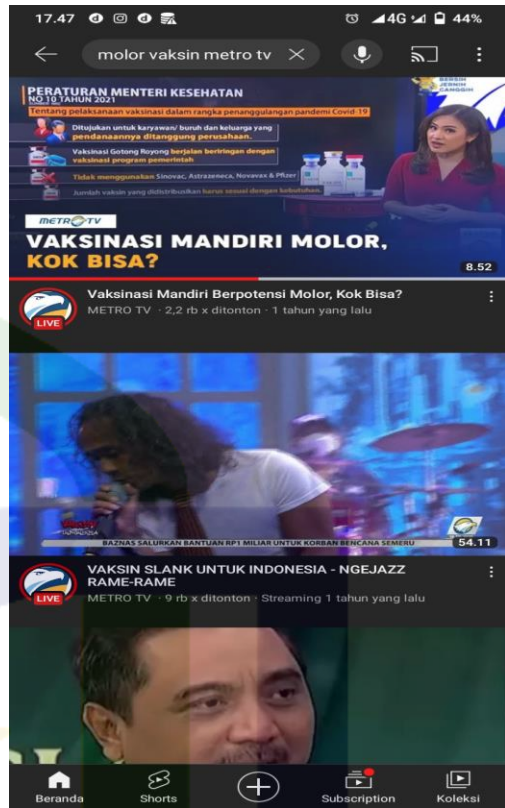 17.47
4G 44%
molor vaksin metro tv
PERATURAN MENTERI KESEHATAN
NO 10 TAHUN 2021
Tentang pelaksanaan vaksinasi dalam rangka penanggulangan pandemi Covid-19
Ditujukan untuk karyawan/ buruh dan keluarga yang
pendanaannya ditanggung perusahaan.
Vaksinasi Gotong Royong berjalan beriringan dengan
vaksinasi program pemerintah
Tidak menggunakan Sinovac, Astrazeneca, Novavax & Pfizer
Jumlah vaksin yang didistribusikan harus sesuai dengan kebutuhan
BERSIH
JERNIH
CANGGIH
METRO TV
VAKSINASI MANDIRI MOLOR,
KOK BISA?
8.52
Vaksinasi Mandiri Berpotensi Molor, Kok Bisa?
METRO TV · 2,2 rb x ditonton · 1 tahun yang lalu
LIVE
BAZNAS SALURKAN BANTUAN RP1 MILIAR UNTUK KORBAN BENCANA SEMERU
54.11
VAKSIN SLANK UNTUK INDONESIA - NGEJAZZ
RAME-RAME
METRO TV · 9 rb x ditonton · Streaming 1 tahun yang lalu
LIVE
Beranda
Shorts
Subscription
Koleksi